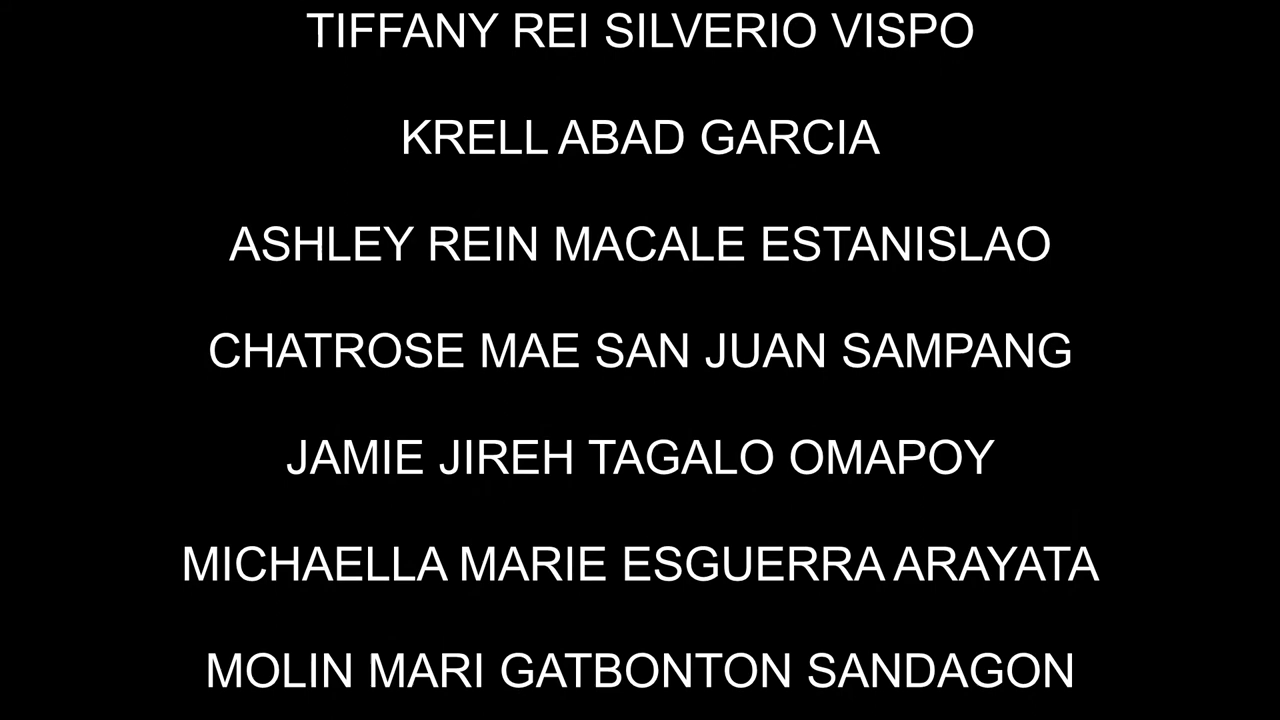 TIFFANY REI SILVERIO VISPO
KRELL ABAD GARCIA
ASHLEY REIN MACALE ESTANISLAO
CHATROSE MAE SAN JUAN SAMPANG
JAMIE JIREH TAGALO OMAPOY
MICHAELLA MARIE ESGUERRA ARAYATA
MOLIN MARI GATBONTON SANDAGON